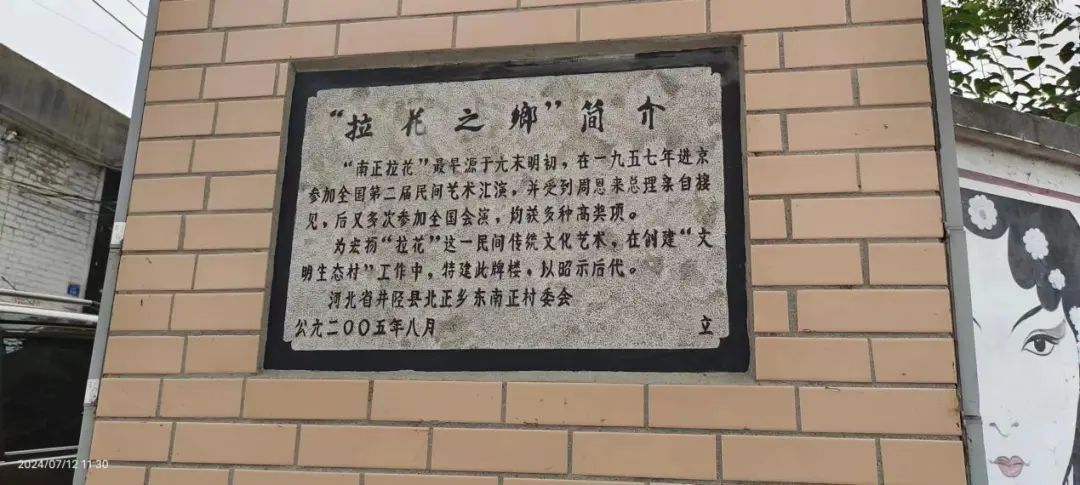 “拉花之鄉”简介
“南正拉花”最早源于元末明初，在一九五七年进京
参加全国第二届民间艺术汇演，并受到周恩来总理亲自接
见，后又多次参加全国会演，均获多种高类项。
为宏扬“拉花”这一民间传统文化艺术，在创建“文
明生态村”工作中，特建此牌楼，以昭示后代。
河北省井陉县北正乡东南正村委会
公元二〇〇五年八月 立
2024/07/12 11:30